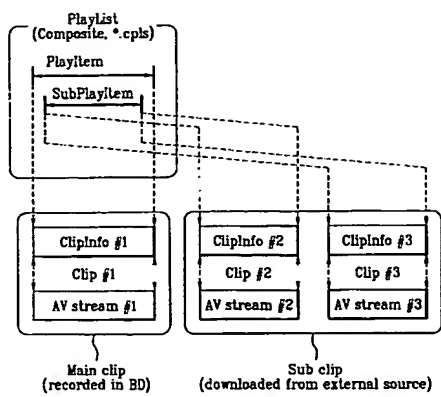 PlayList
(Composite, *.cpls)
PlayItem
SubPlayItem
ClipInfo #1
Clip #1
AV stream #1
ClipInfo #2
Clip #2
AV stream #2
ClipInfo #3
Clip #3
AV stream #3
Main clip
(recorded in BD)
Sub clip
(downloaded from external source)